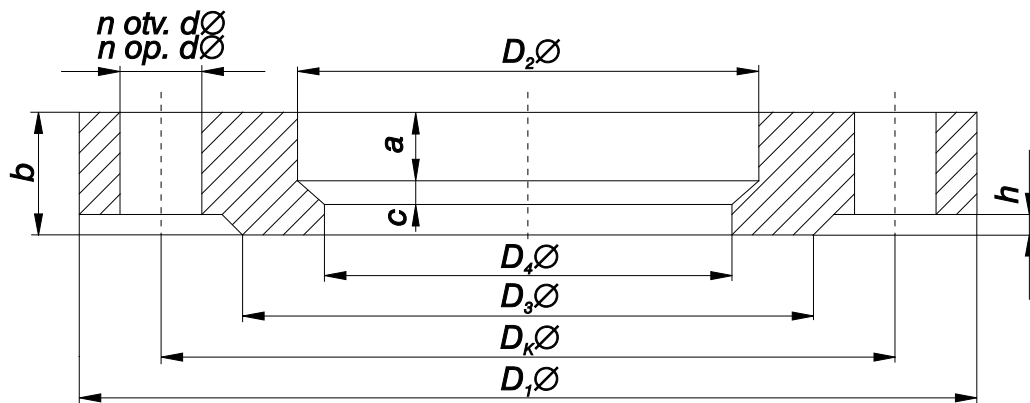 n otv. d∅
n op. d∅
D₂∅
a
b
c
h
D₄∅
D₃∅
Dₖ∅
D₁∅